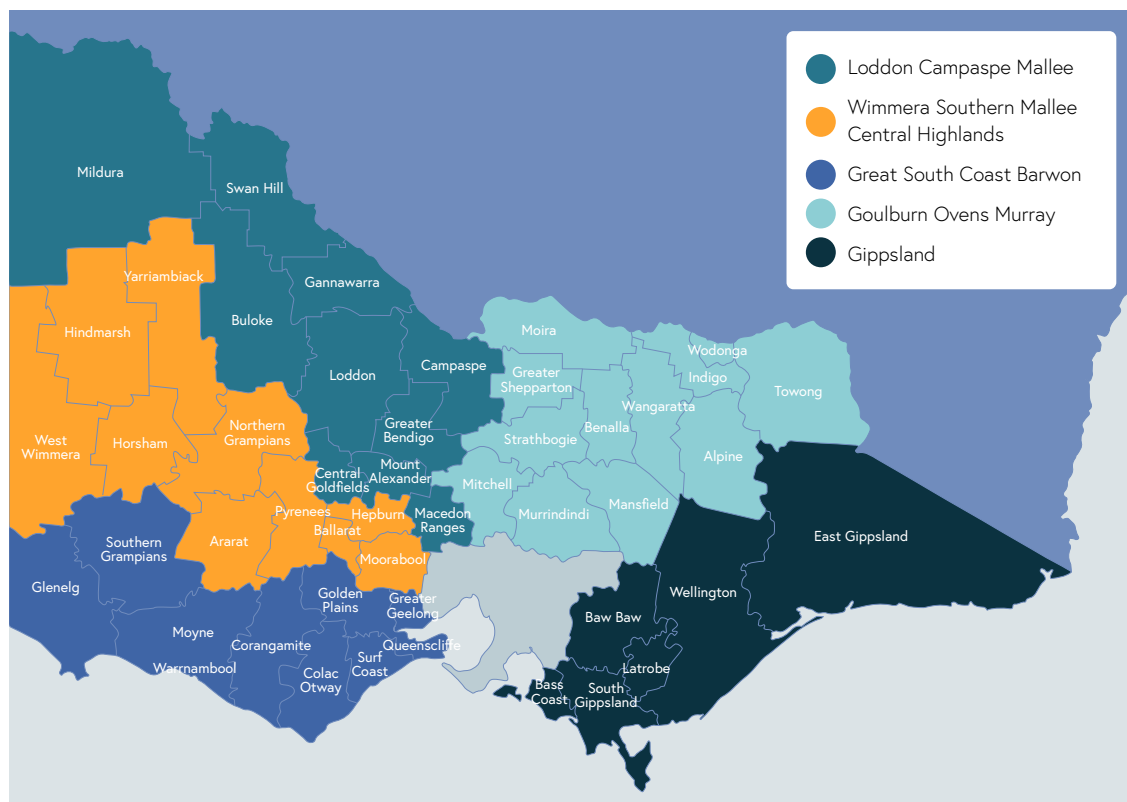 Loddon Campaspe Mallee
Wimmera Southern Mallee
Central Highlands
Great South Coast Barwon
Goulburn Ovens Murray
Gippsland
Mildura
Swan Hill
Yarriambiack
Gannawarra
Hindmarsh
Buloke
Moira
Wodonga
Campaspe
Loddon
Greater
Shepparton
Indigo
Towong
Wangaratta
West
Wimmera
Horsham
Northern
Grampians
Greater
Bendigo
Strathbogie
Benalla
Alpine
Central
Goldfields
Mount
Alexander
Mitchell
Mansfield
Pyrenees
Hepburn
Macedon
Ranges
Murrindindi
Ballarat
East Gippsland
Southern
Grampians
Ararat
Moorabool
Glenelg
Golden
Plains
Greater
Geelong
Wellington
Baw Baw
Moyne
Corangamite
Queenscliffe
Warrnambool
Colac
Otway
Surf
Coast
Latrobe
Bass
Coast
South
Gippsland